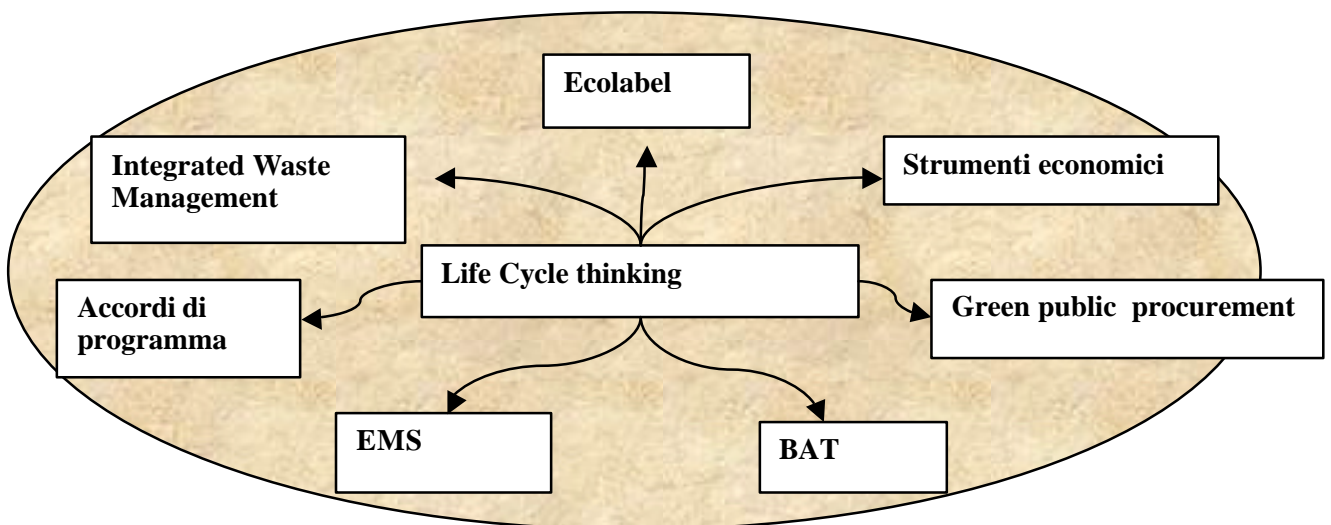 Ecolabel
Integrated Waste
Management
Strumenti economici
Life Cycle thinking
Accordi di
programma
Green public  procurement
EMS
BAT